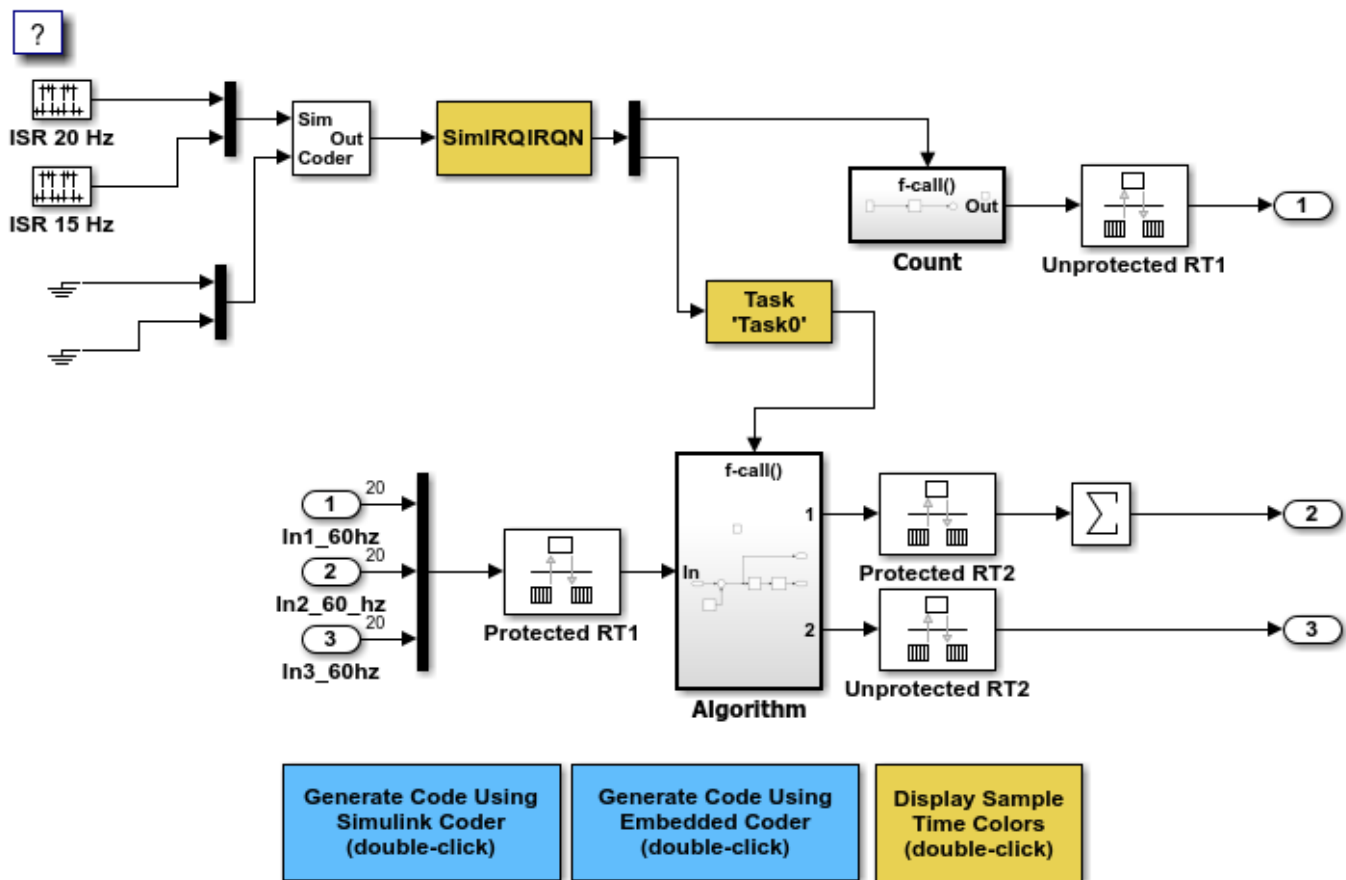 ?
ISR 20 Hz
ISR 15 Hz
Sim
Out
Coder
SimIRQIRQN
f-call()
Out
Count
Unprotected RT1
1
Task
'Task0'
20
1
In1_60hz
20
2
In2_60_hz
20
3
In3_60hz
Protected RT1
f-call()
In
1
2
Algorithm
Protected RT2
∑
2
Unprotected RT2
3
Generate Code Using
Simulink Coder
(double-click)
Generate Code Using
Embedded Coder
(double-click)
Display Sample
Time Colors
(double-click)